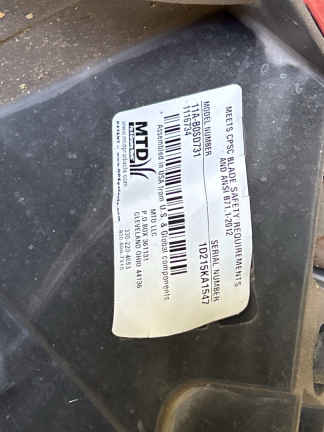 MEETS CPSC BLADE SAFETY REQUIREMENTS
AND ANSI B71.1-2012
MODEL NUMBER
11A-B0SD731
1116734
SERIAL NUMBER
1D215KA1547
* Assembled in USA from U.S. & Global components
MTD
MTD LLC
P O BOX 361131
CLEVELAND OHIO 44136
330-220-4683
800-800-7310